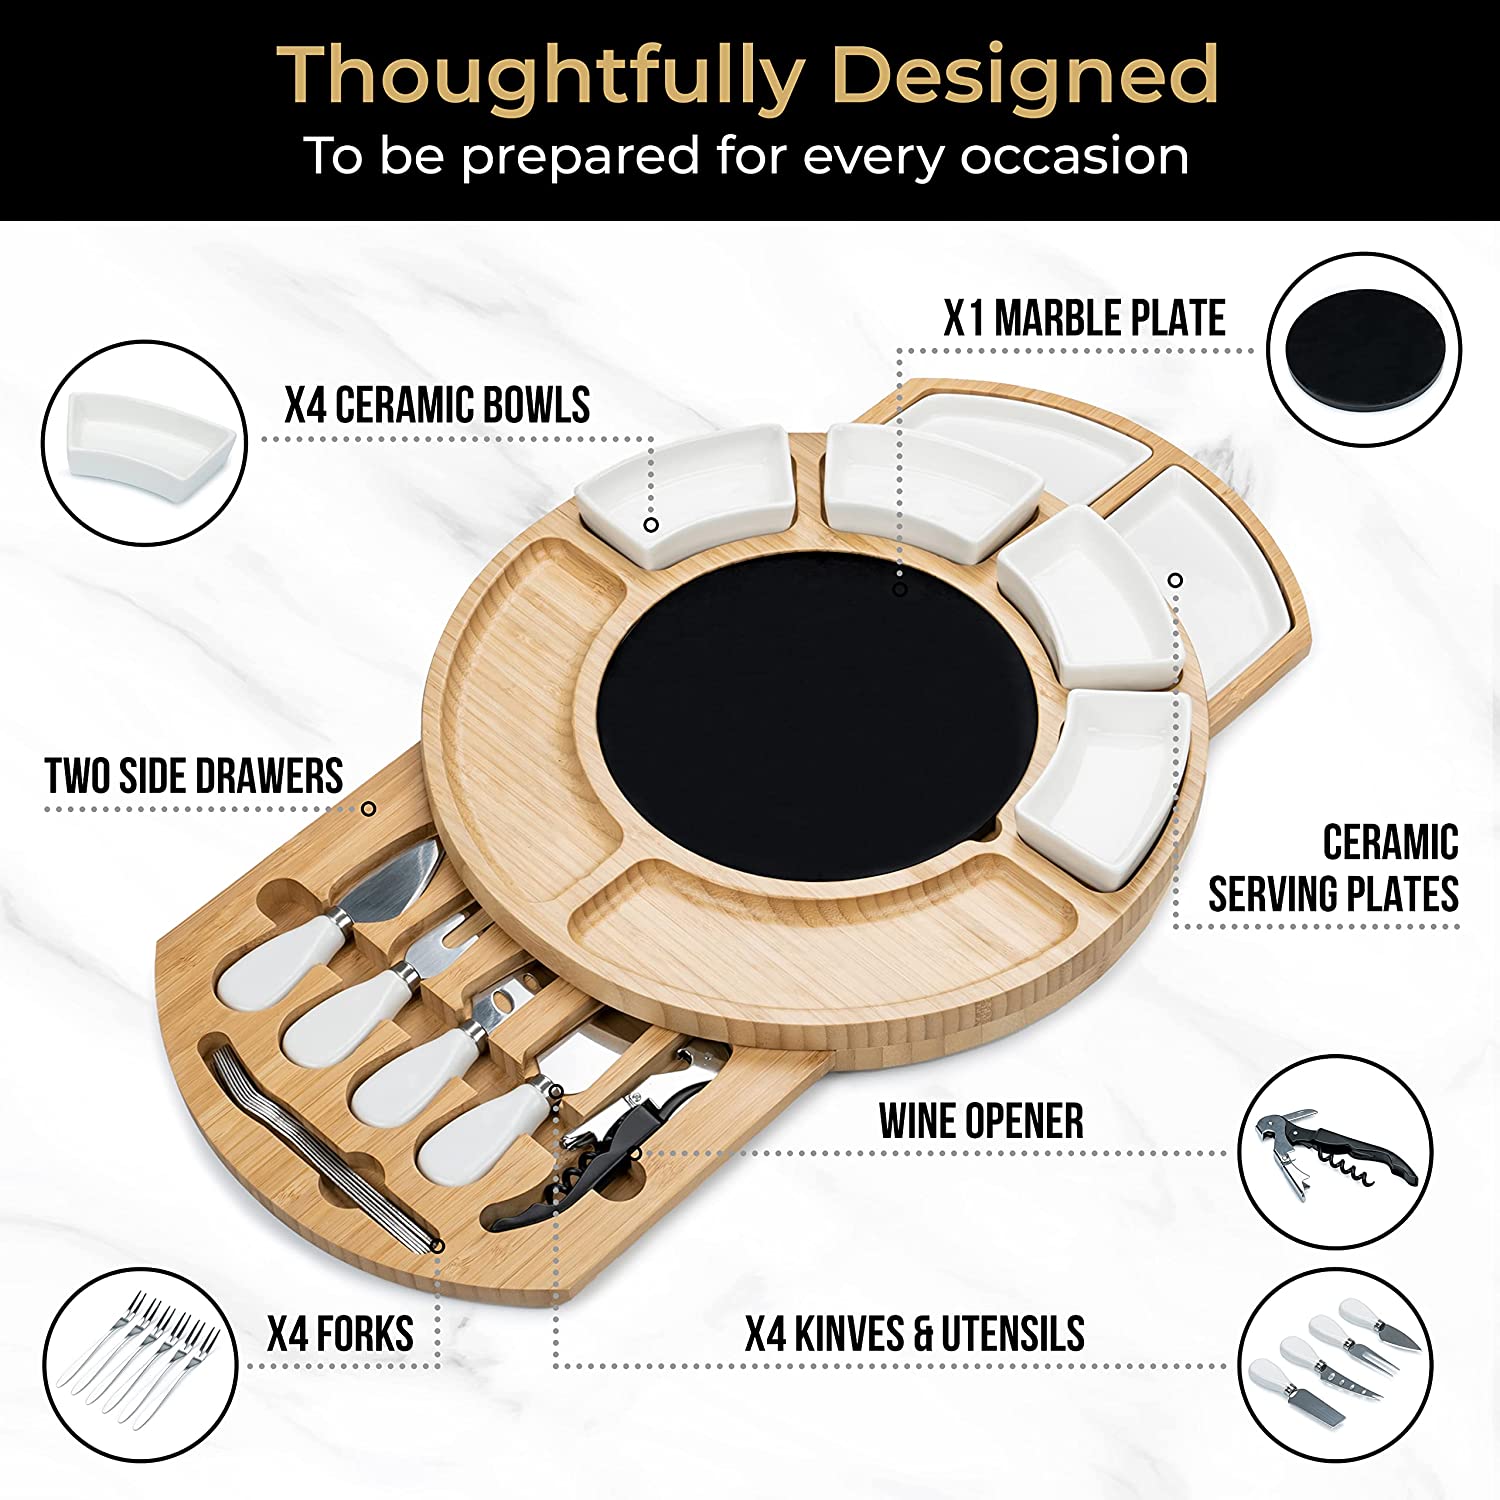 Thoughtfully Designed
To be prepared for every occasion
X1 MARBLE PLATE
X4 CERAMIC BOWLS
TWO SIDE DRAWERS
CERAMIC
SERVING PLATES
WINE OPENER
X4 FORKS
X4 KINVES & UTENSILS